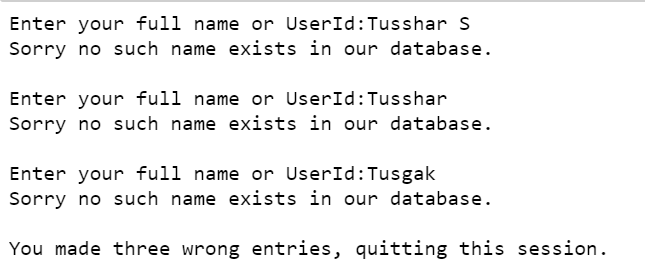 Enter your full name or UserId:Tusshar S
Sorry no such name exists in our database.
Enter your full name or UserId:Tusshar
Sorry no such name exists in our database.
Enter your full name or UserId:Tusgak
Sorry no such name exists in our database.
You made three wrong entries, quitting this session.